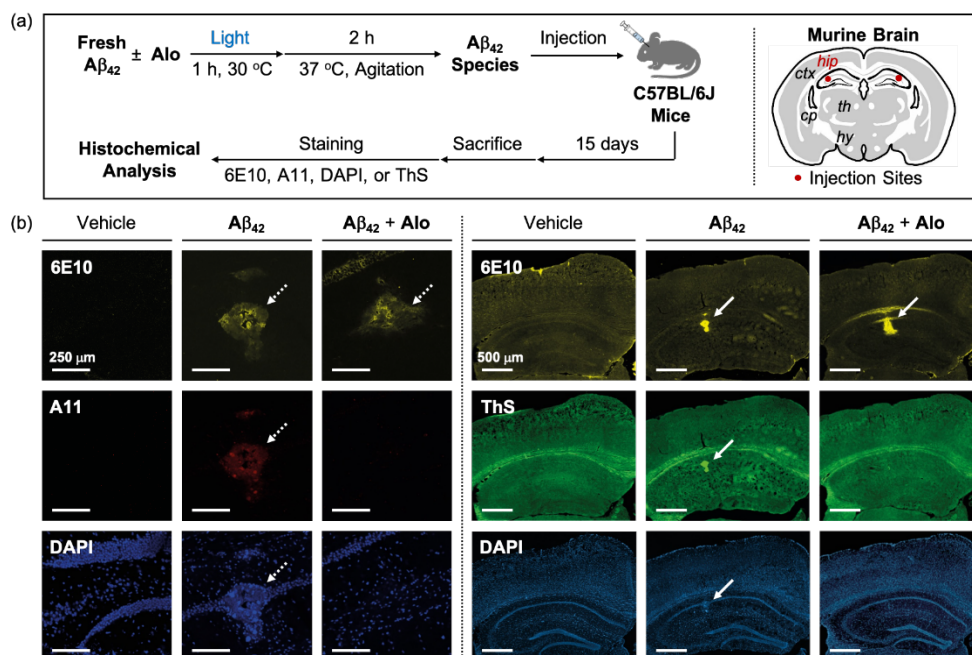 (a)
Fresh
Aβ₄₂
± Alo
Light
1 h, 30 °C
2 h
37 °C, Agitation
Aβ₄₂
Species
Injection
C57BL/6J
Mice
15 days
Sacrifice
Staining
6E10, A11, DAPI, or ThS
Histochemical
Analysis
Murine Brain
ctx
hip
cp
th
hy
Injection Sites
(b)
Vehicle
Aβ₄₂
Aβ₄₂ + Alo
Vehicle
Aβ₄₂
Aβ₄₂ + Alo
6E10
250 μm
6E10
500 μm
A11
ThS
DAPI
DAPI